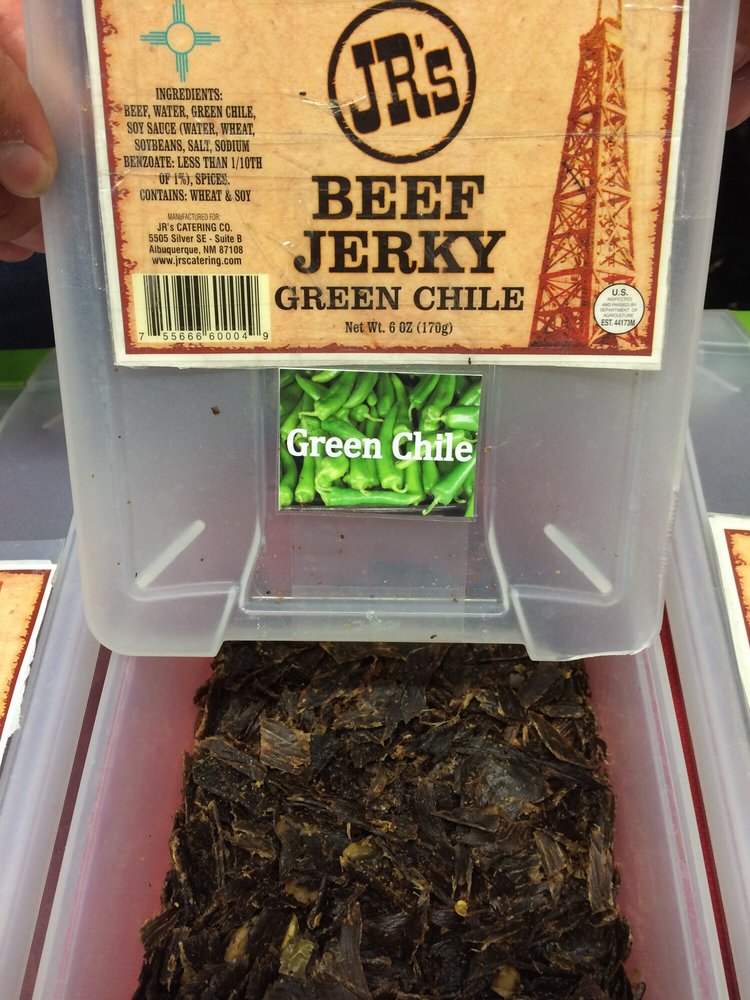 JR's
BEEF
JERKY
GREEN CHILE
Net Wt. 6 OZ (170g)
INGREDIENTS:
BEEF, WATER, GREEN CHILE,
SOY SAUCE (WATER, WHEAT,
SOYBEANS, SALT, SODIUM
BENZOATE: LESS THAN 1/10TH
OF 1%), SPICES.
CONTAINS: WHEAT & SOY
MANUFACTURED FOR:
JR's CATERING CO.
5505 Silver SE - Suite B
Albuquerque, NM 87108
www.jrscatering.com
7 55666 60004 9
U.S.
INSPECTED
AND PASSED BY
DEPARTMENT OF
AGRICULTURE
EST. 44173M
Green Chile